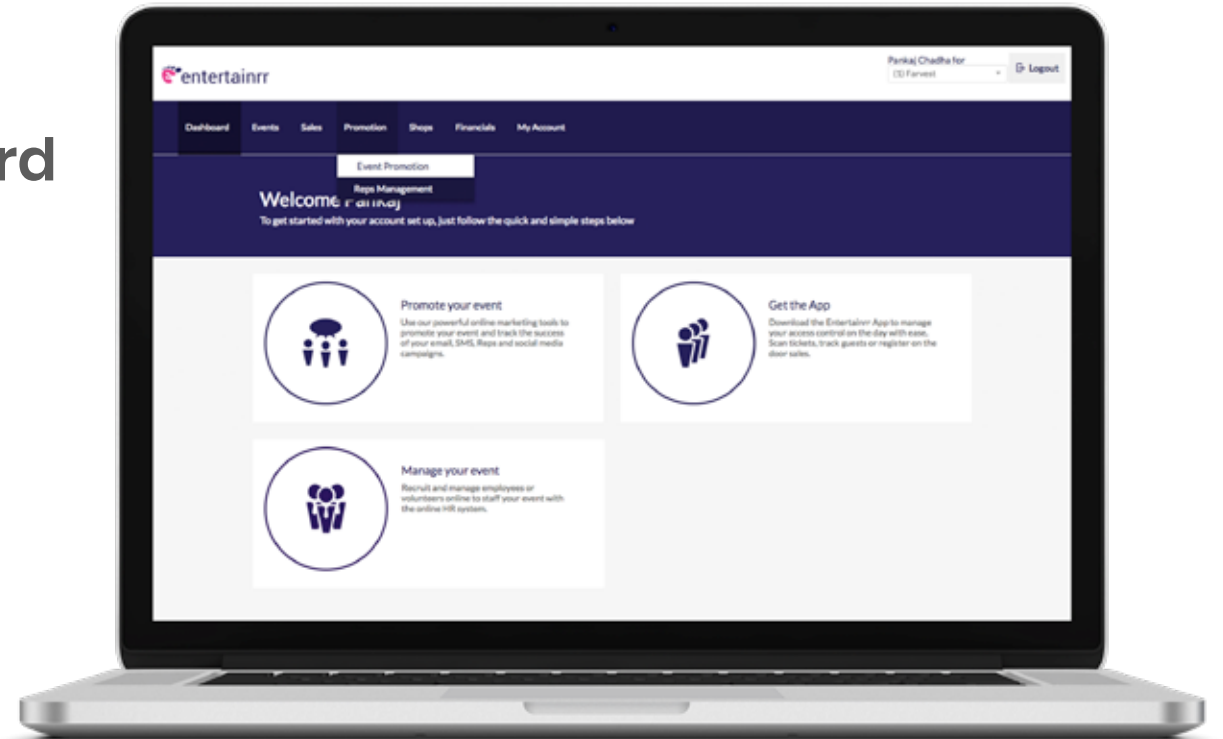 rd
entertainrr
Pankaj Chadha for
(S) Farvest
Logout
Dashboard Events Sales Promotion Shops Financials My Account
Event Promotion
Reps Management
Welcome Pankaj
To get started with your account set up, just follow the quick and simple steps below
Promote your event
Use our powerful online marketing tools to
promote your event and track the success
of your email, SMS, Reps and social media
campaigns.
Get the App
Download the Entertainrr App to manage
your access control on the day with ease.
Scan tickets, track guests or register on the
door sales.
Manage your event
Recruit and manage employees or
volunteers online to staff your event with
the online HR system.